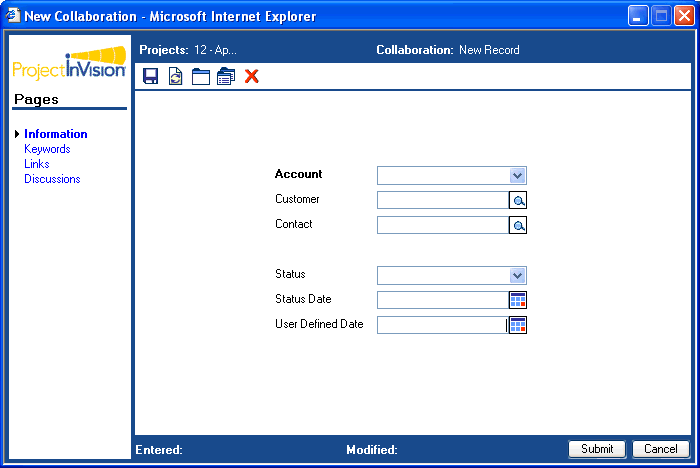 New Collaboration - Microsoft Internet Explorer
Projects: 12 - Ap... Collaboration: New Record
ProjectinVision
Pages
Information
Keywords
Links
Discussions
Account
Customer
Contact
Status
Status Date
User Defined Date
Entered: Modified: Submit Cancel